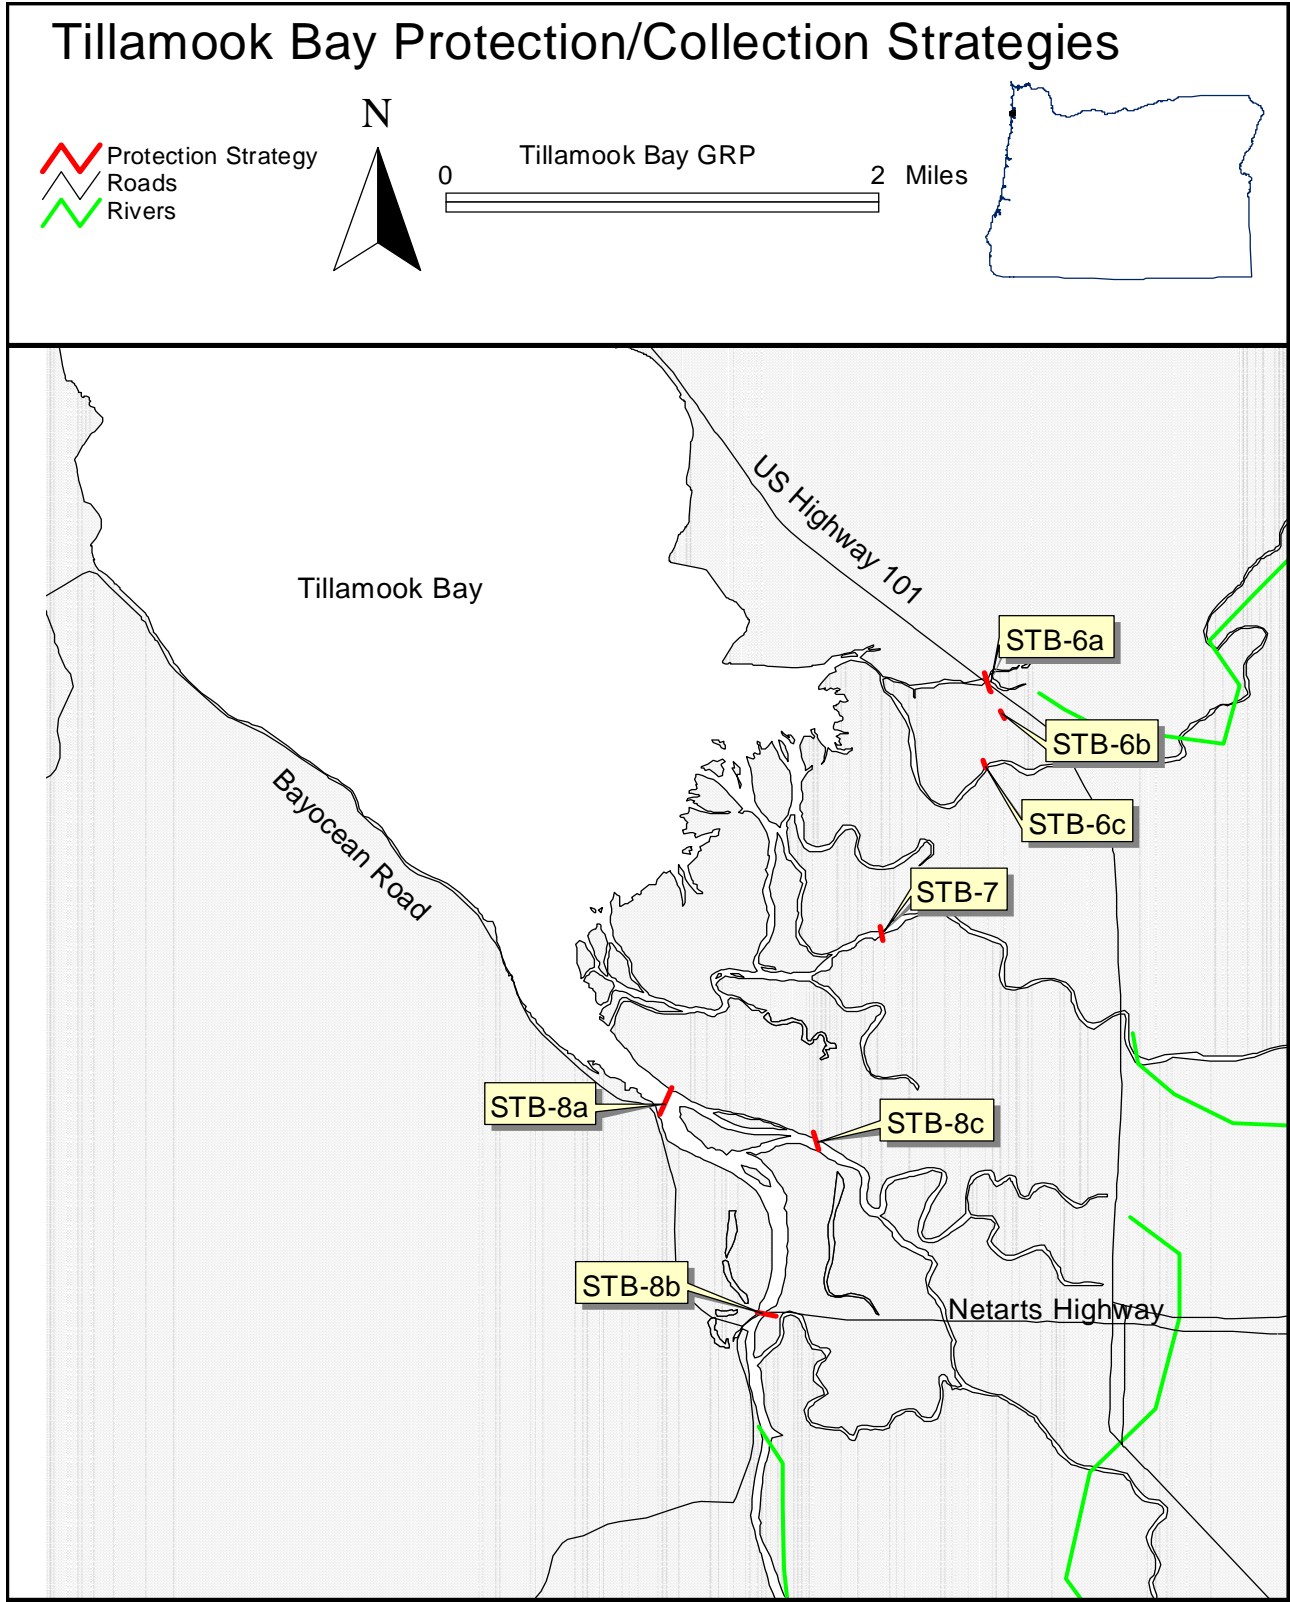 Tillamook Bay Protection/Collection Strategies
N
Protection Strategy
Roads
Rivers
Tillamook Bay GRP
0 2 Miles
US Highway 101
Tillamook Bay
STB-6a
STB-6b
Bayocean Road
STB-6c
STB-7
STB-8a
STB-8c
STB-8b
Netarts Highway